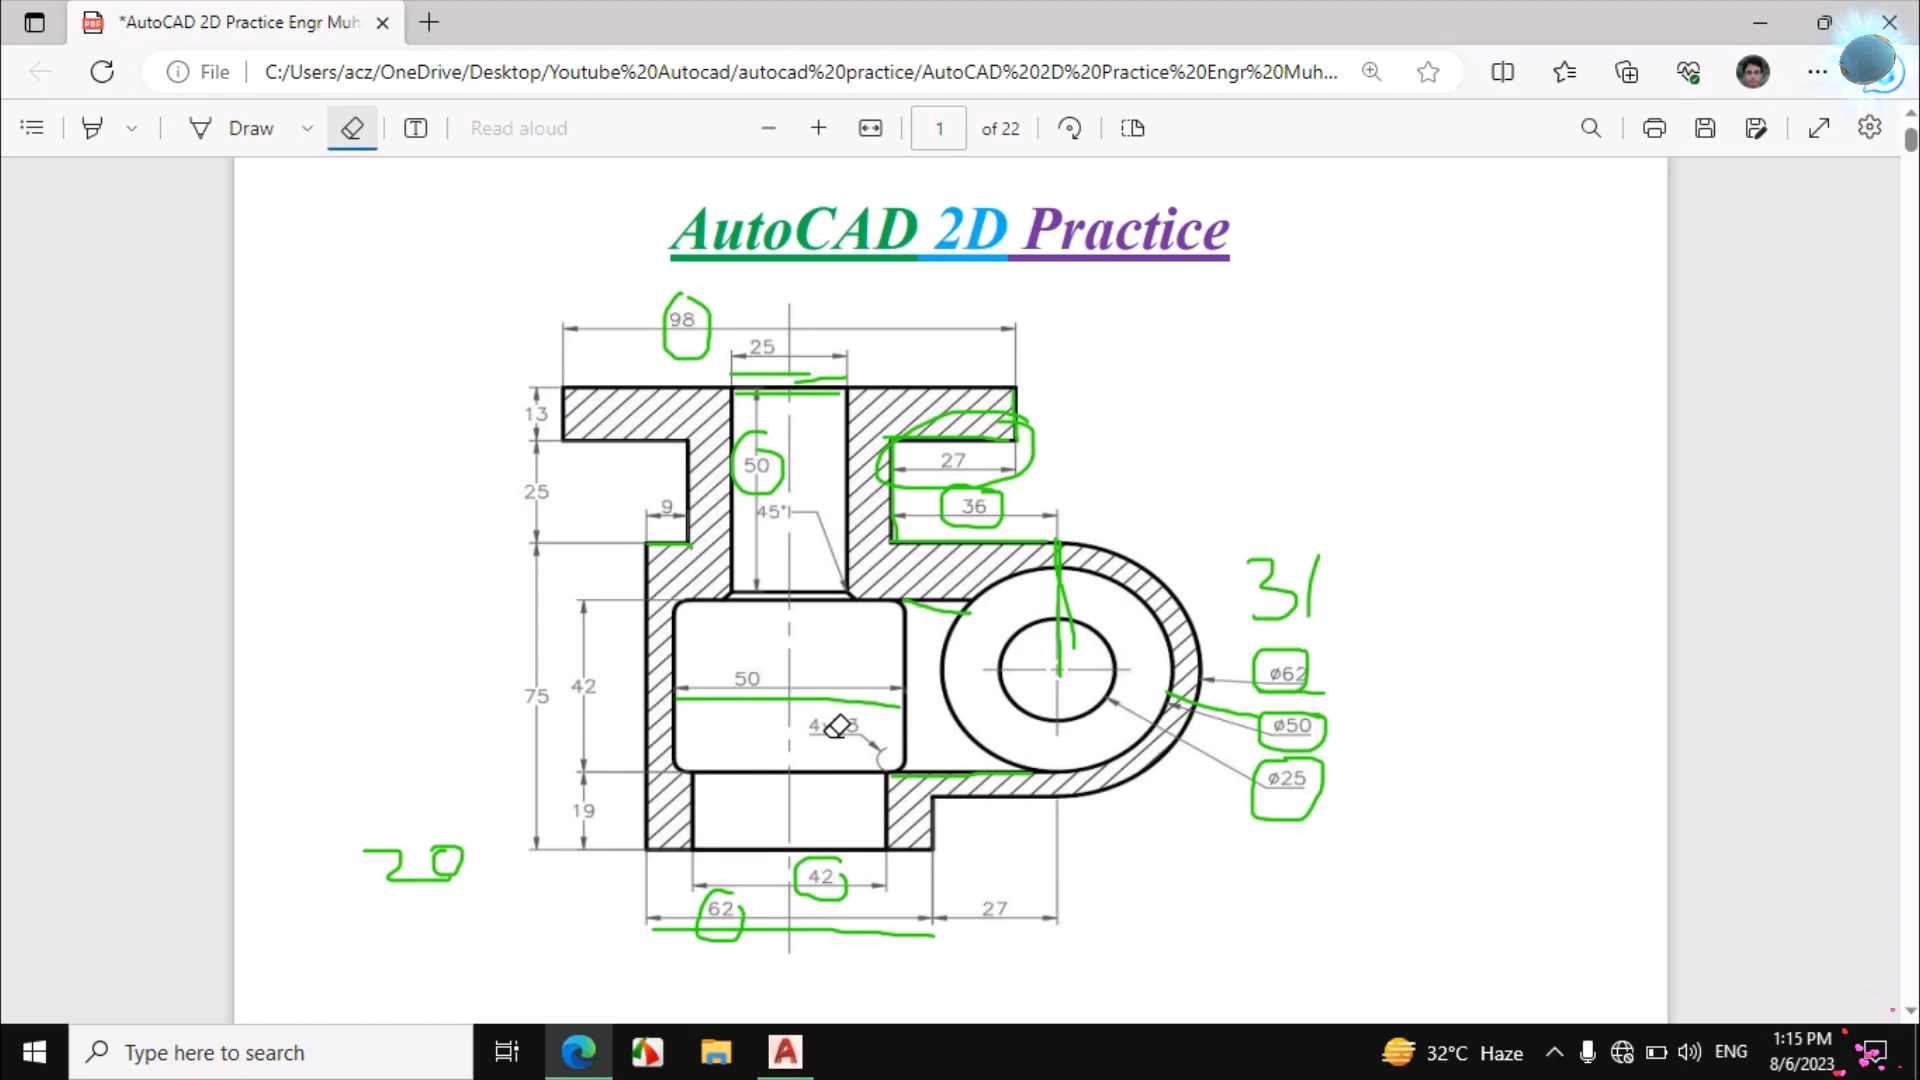 *AutoCAD 2D Practice Engr Muh
File
C:/Users/acz/OneDrive/Desktop/Youtube%20Autocad/autocad%20practice/AutoCAD%202D%20Practice%20Engr%20Muh...
Draw
Read aloud
1
of 22
AutoCAD 2D Practice
98
25
13
50
27
25
9
45°
36
31
ø62
50
75
42
ø50
ø25
19
20
42
62
27
Type here to search
32°C Haze
ENG
1:15 PM
8/6/2023